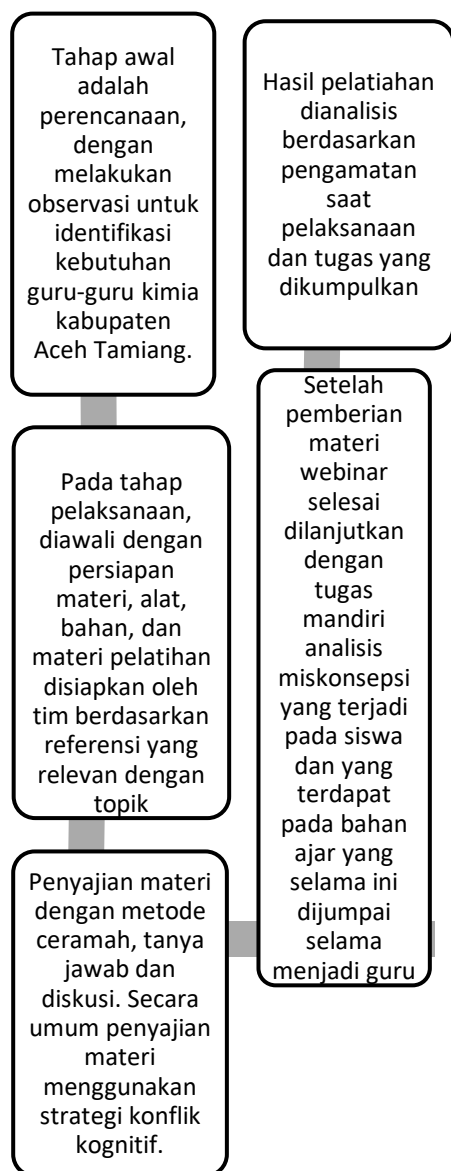 Tahap awal
adalah
perencanaan,
dengan
melakukan
observasi untuk
identifikasi
kebutuhan
guru-guru kimia
kabupaten
Aceh Tamiang.
Pada tahap
pelaksanaan,
diawali dengan
persiapan
materi, alat,
bahan, dan
materi pelatihan
disiapkan oleh
tim berdasarkan
referensi yang
relevan dengan
topik
Penyajian materi
dengan metode
ceramah, tanya
jawab dan
diskusi. Secara
umum penyajian
materi
menggunakan
strategi konflik
kognitif.
Setelah
pemberian
materi
webinar
selesai
dilanjutkan
dengan
tugas
mandiri
analisis
miskonsepsi
yang terjadi
pada siswa
dan yang
terdapat
pada bahan
ajar yang
selama ini
dijumpai
selama
menjadi guru
Hasil pelatiahan
dianalisis
berdasarkan
pengamatan
saat
pelaksanaan
dan tugas yang
dikumpulkan